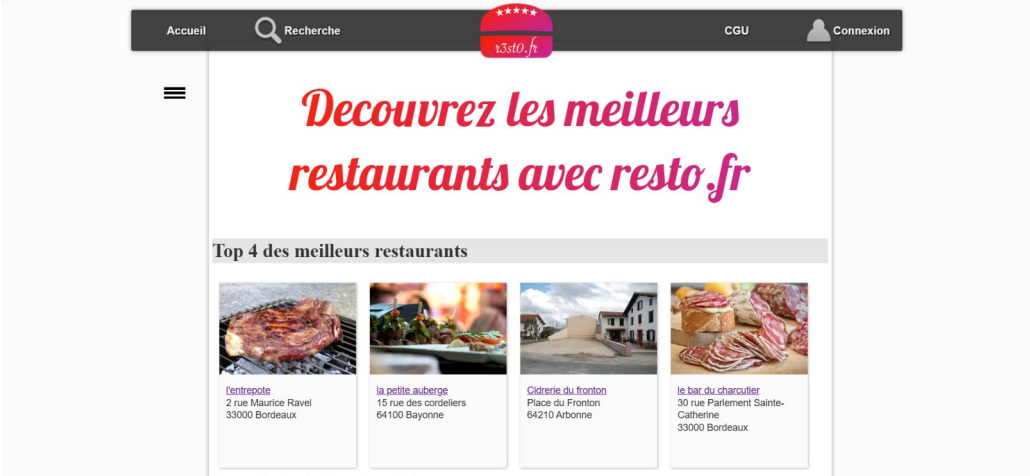 Accueil
Recherche
r3st0.fr
CGU
Connexion
Decouvrez les meilleurs
restaurants avec resto.fr
Top 4 des meilleurs restaurants
l'entrepote
2 rue Maurice Ravel
33000 Bordeaux
la petite auberge
15 rue des cordeliers
64100 Bayonne
Cidrerie du fronton
Place du Fronton
64210 Arbonne
le bar du charcutier
30 rue Parlement Sainte-
Catherine
33000 Bordeaux